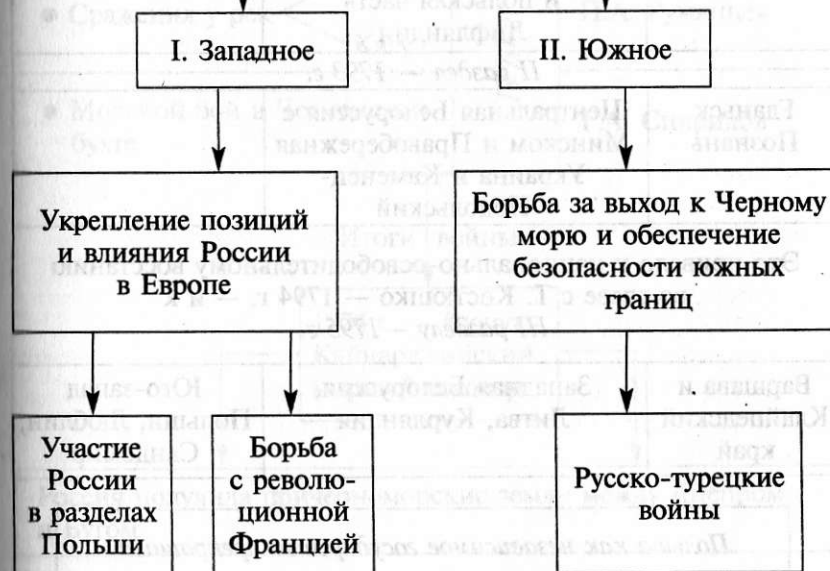 I. Западное
II. Южное
Укрепление позиций
и влияния России
в Европе
Борьба за выход к Черному
морю и обеспечение
безопасности южных
границ
Участие
России
в разделах
Польши
Борьба
с револю-
ционной
Францией
Русско-турецкие
войны